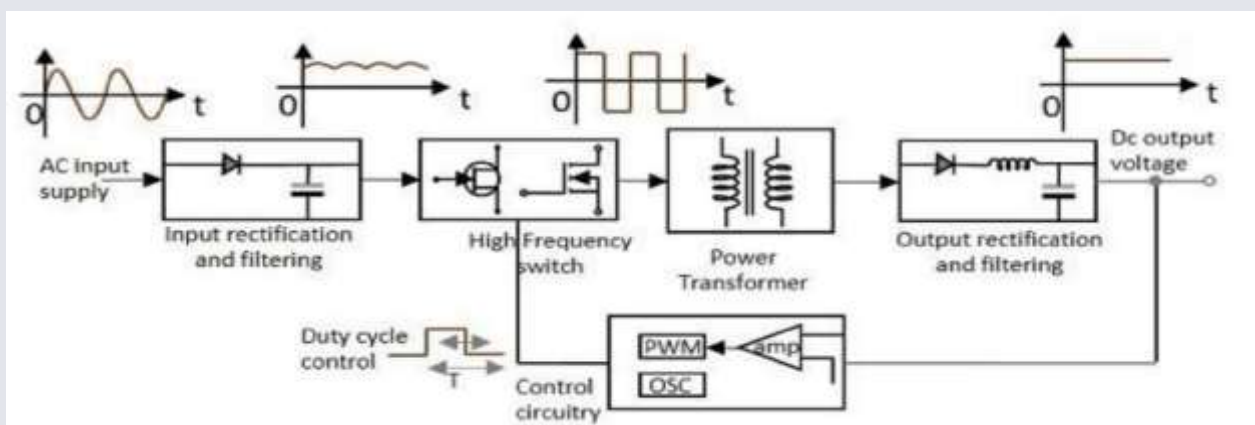 0
t
0
t
0
t
0
t
AC input
supply
Input rectification
and filtering
High Frequency
switch
Power
Transformer
Dc output
voltage
Output rectification
and filtering
Duty cycle
control
T
Control
circuitry
PWM
amp
OSC